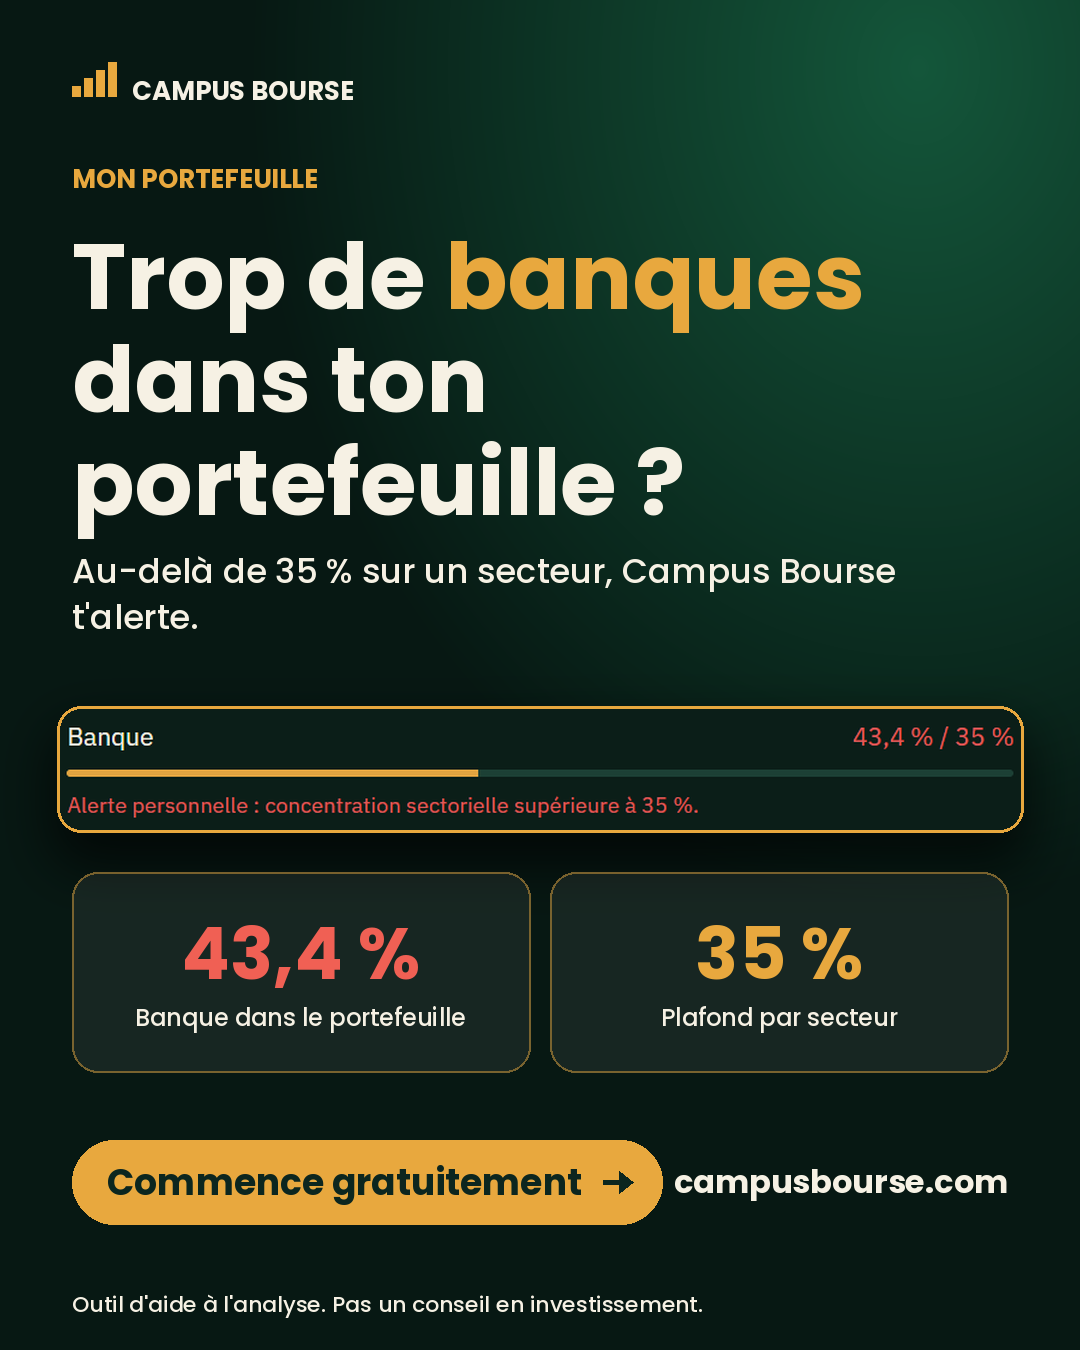 CAMPUS BOURSE
MON PORTEFEUILLE
Trop de banques
dans ton
portefeuille ?
Au-delà de 35 % sur un secteur, Campus Bourse
t'alerte.
Banque 43,4 % / 35 %
Alerte personnelle : concentration sectorielle supérieure à 35 %.
43,4 %
Banque dans le portefeuille
35 %
Plafond par secteur
Commence gratuitement → campusbourse.com
Outil d'aide à l'analyse. Pas un conseil en investissement.